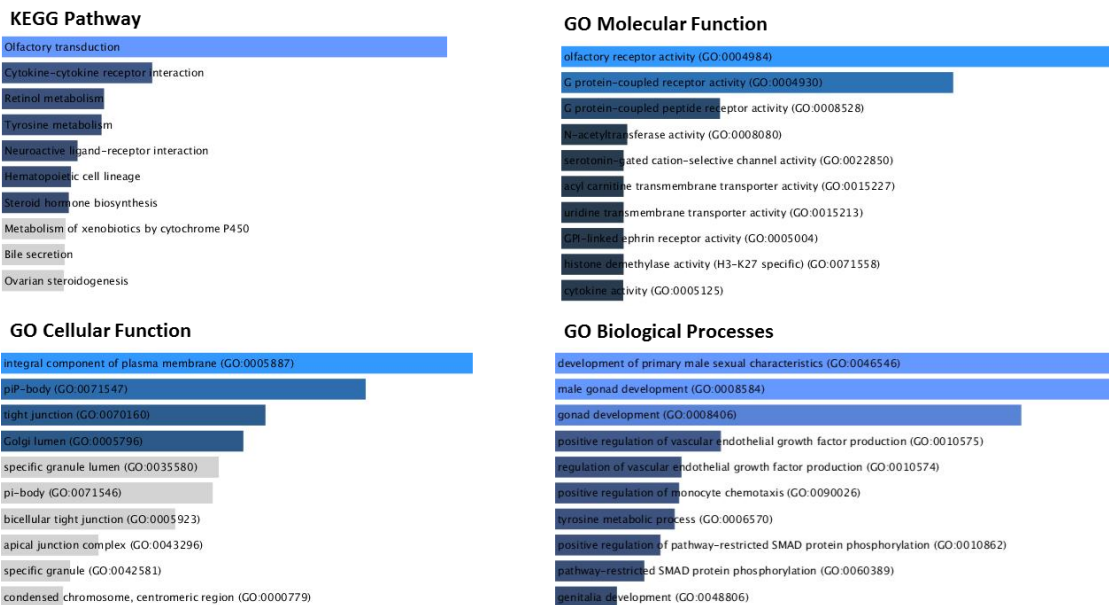 KEGG Pathway
Olfactory transduction
Cytokine-cytokine receptor interaction
Retinol metabolism
Tyrosine metabolism
Neuroactive ligand-receptor interaction
Hematopoietic cell lineage
Steroid hormone biosynthesis
Metabolism of xenobiotics by cytochrome P450
Bile secretion
Ovarian steroidogenesis
GO Molecular Function
olfactory receptor activity (GO:0004984)
G protein-coupled receptor activity (GO:0004930)
G protein-coupled peptide receptor activity (GO:0008528)
N-acetyltransferase activity (GO:0008080)
serotonin-gated cation-selective channel activity (GO:0022850)
acyl carnitine transmembrane transporter activity (GO:0015227)
uridine transmembrane transporter activity (GO:0015213)
GPI-linked ephrin receptor activity (GO:0005004)
histone demethylase activity (H3-K27 specific) (GO:0071558)
cytokine activity (GO:0005125)
GO Cellular Function
integral component of plasma membrane (GO:0005887)
piP-body (GO:0071547)
tight junction (GO:0070160)
Golgi lumen (GO:0005796)
specific granule lumen (GO:0035580)
pi-body (GO:0071546)
bicellular tight junction (GO:0005923)
apical junction complex (GO:0043296)
specific granule (GO:0042581)
condensed chromosome, centromeric region (GO:0000779)
GO Biological Processes
development of primary male sexual characteristics (GO:0046546)
male gonad development (GO:0008584)
gonad development (GO:0008406)
positive regulation of vascular endothelial growth factor production (GO:0010575)
regulation of vascular endothelial growth factor production (GO:0010574)
positive regulation of monocyte chemotaxis (GO:0090026)
tyrosine metabolic process (GO:0006570)
positive regulation of pathway-restricted SMAD protein phosphorylation (GO:0010862)
pathway-restricted SMAD protein phosphorylation (GO:0060389)
genitalia development (GO:0048806)